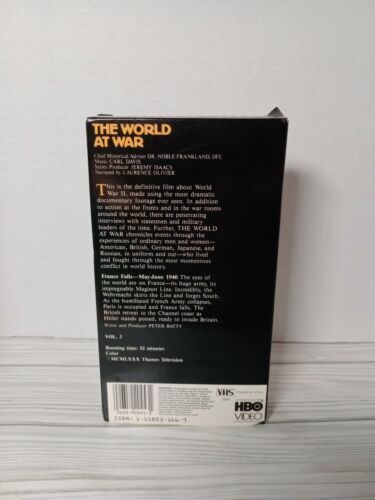 THE WORLD
AT WAR
Chief Historical Adviser DR. NOBLE FRANKLAND, DFC
Music CARL DAVIS
Series Producer JEREMY ISAACS
Narrated by LAURENCE OLIVIER
This is the definitive film about World
War II, made using the most dramatic
documentary footage ever seen. In addition
to action at the fronts and in the war rooms
around the world, there are penetrating
interviews with statesmen and military
leaders of the time. Further, THE WORLD
AT WAR chronicles events through the
experiences of ordinary men and women—
American, British, German, Japanese, and
Russian, in uniform and out—who lived
and fought through the most momentous
conflict in world history.
France Falls—May-June 1940 The eyes of
the world are on France—its huge army, its
impregnable Maginot Line. Incredibly, the
Wehrmacht skirts the Line and forges South.
As the humiliated French Army collapses,
Paris is occupied and France falls. The
British retreat to the Channel coast as
Hitler stands poised, ready to invade Britain.
Writer and Producer PETER BATTY
VOL. 3
Running time: 52 minutes
Color
©MCMLXXX Thames Television
WARNING
VHS
Printed in U.S.A.
HBO
VIDEO